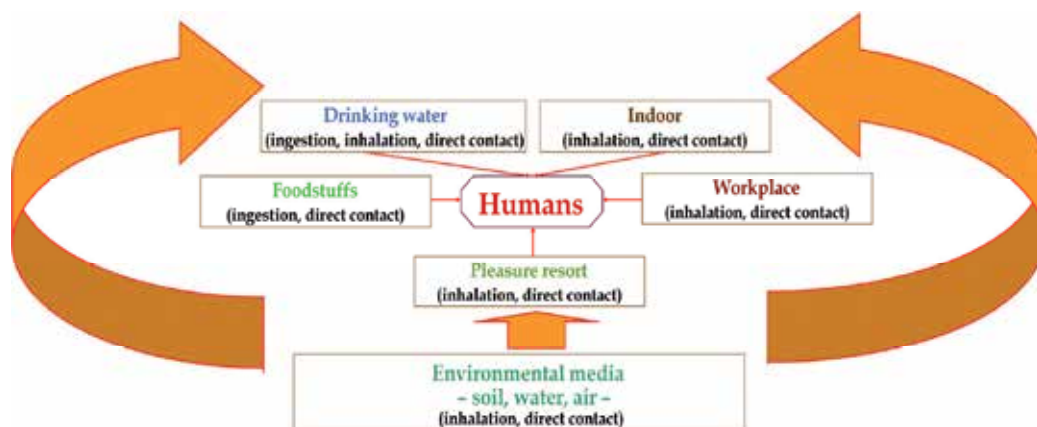 Drinking water
(ingestion, inhalation, direct contact)
Indoor
(inhalation, direct contact)
Foodstuffs
(ingestion, direct contact)
Humans
Workplace
(inhalation, direct contact)
Pleasure resort
(inhalation, direct contact)
Environmental media
– soil, water, air –
(inhalation, direct contact)